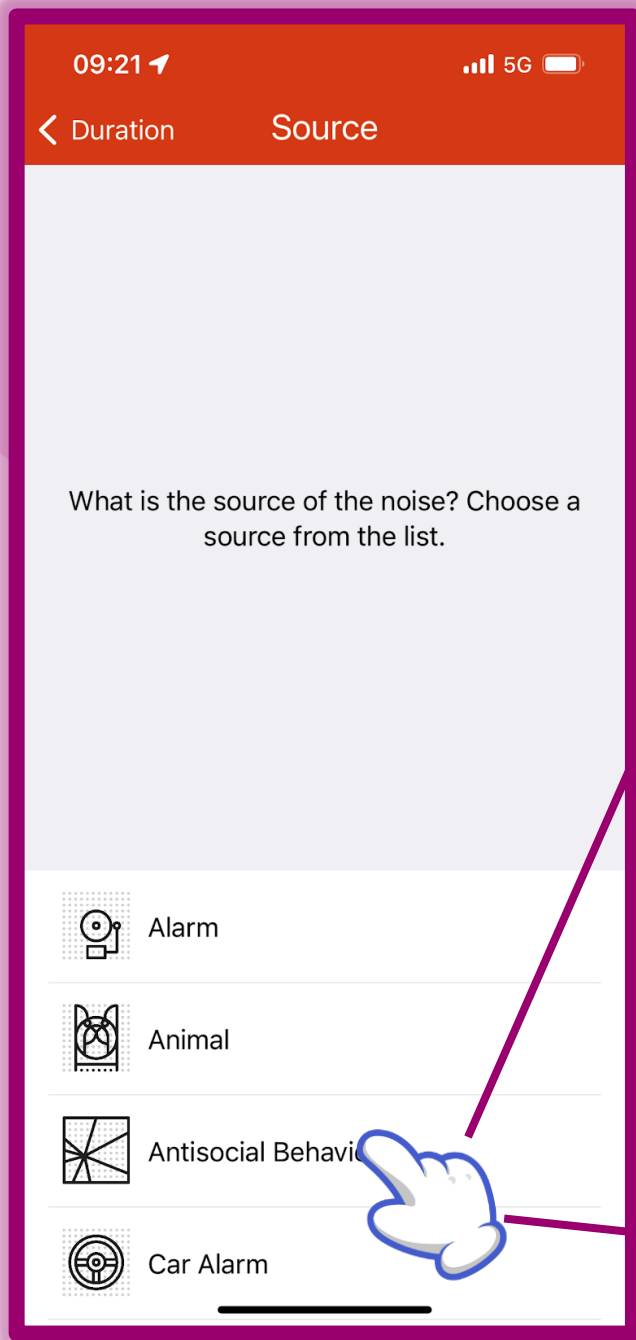 09:21 5G
Duration Source
What is the source of the noise? Choose a
source from the list.
Alarm
Animal
Antisocial
Car Alarm